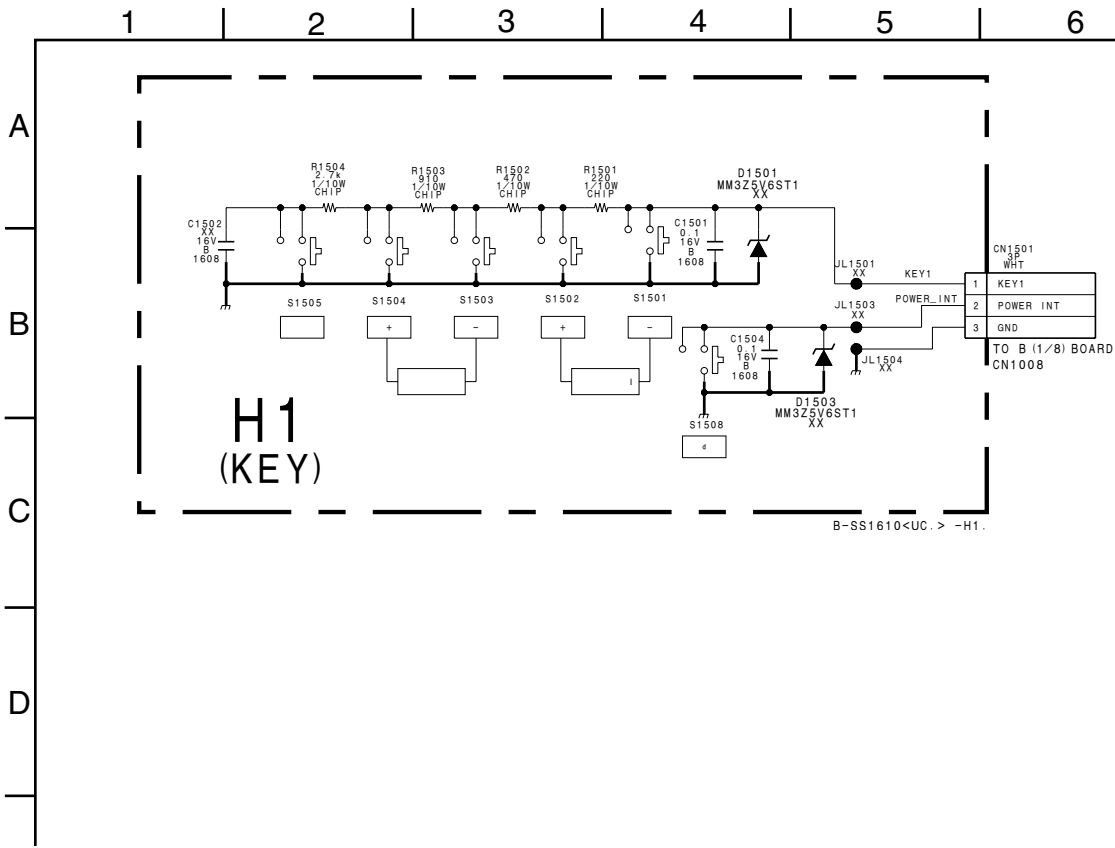 1 2 3 4 5 6
A
B
C
D
R1504
2.7k
1/10W
CHIP
R1503
910
1/10W
CHIP
R1502
470
1/10W
CHIP
R1501
220
1/10W
CHIP
D1501
MM3Z5V6ST1
XX
C1502
XX
16V
B
1608
C1501
0.1
16V
B
1608
JL1501
XX
KEY1
CN1501
3P
WHT
1 KEY1
2 POWER INT
3 GND
POWER_INT
TO B (1/8) BOARD
CN1008
S1505
S1504
S1503
S1502
S1501
+
-
+
-
I
JL1503
XX
C1504
0.1
16V
B
1608
JL1504
XX
D1503
MM3Z5V6ST1
XX
S1508
d
H1
(KEY)
B-SS1610<UC.> -H1.